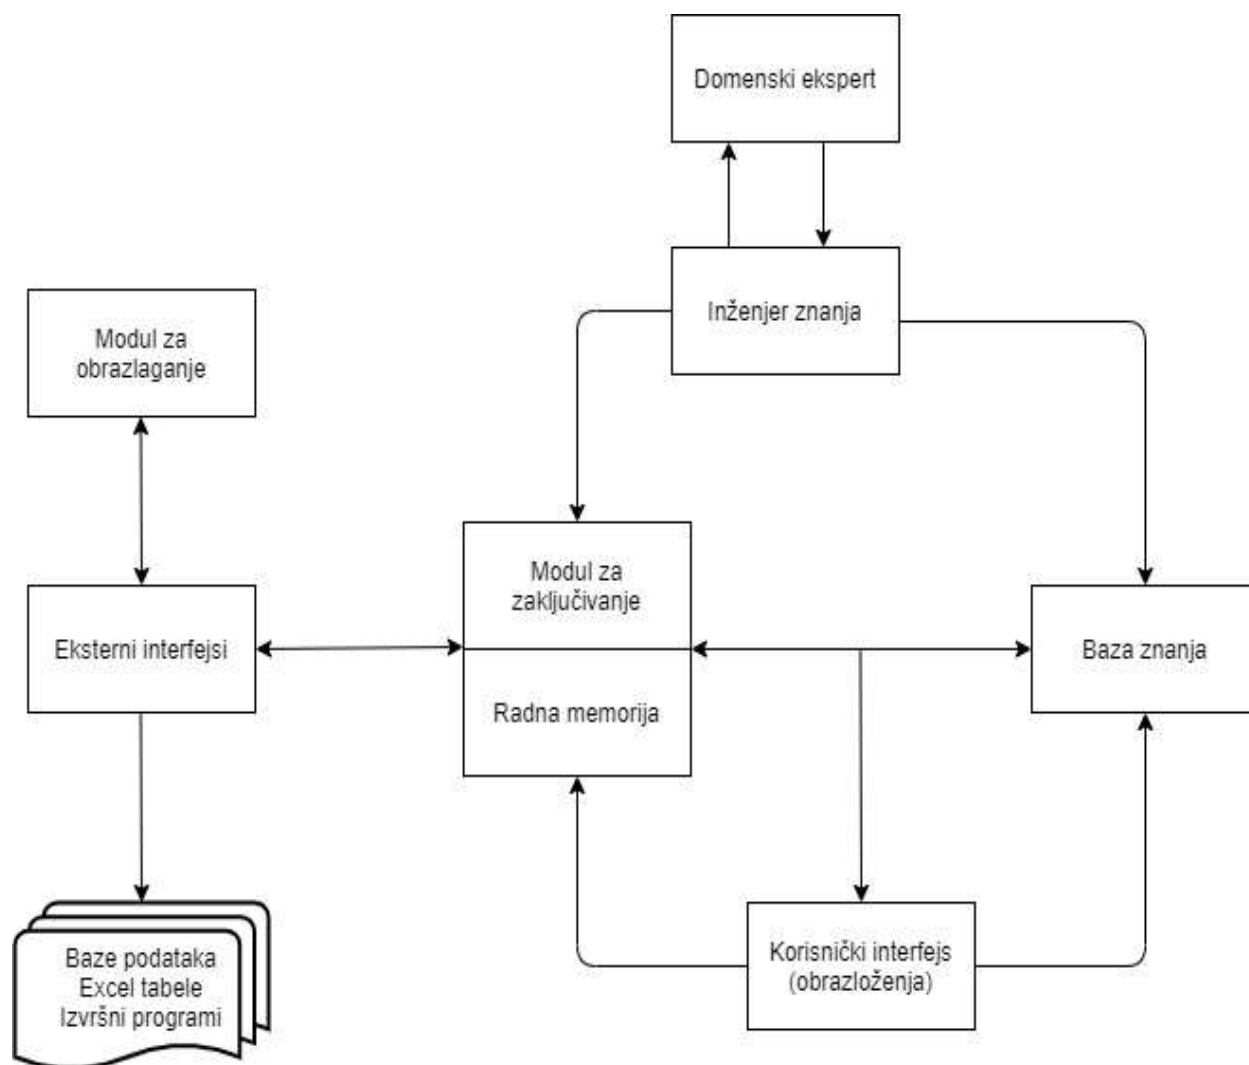 Domenski ekspert
Inženjer znanja
Modul za
obrazlaganje
Modul za
zaključivanje
Eksterni interfejsi
Radna memorija
Baza znanja
Baze podataka
Excel tabele
Izvršni programi
Korisnički interfejs
(obrazloženja)